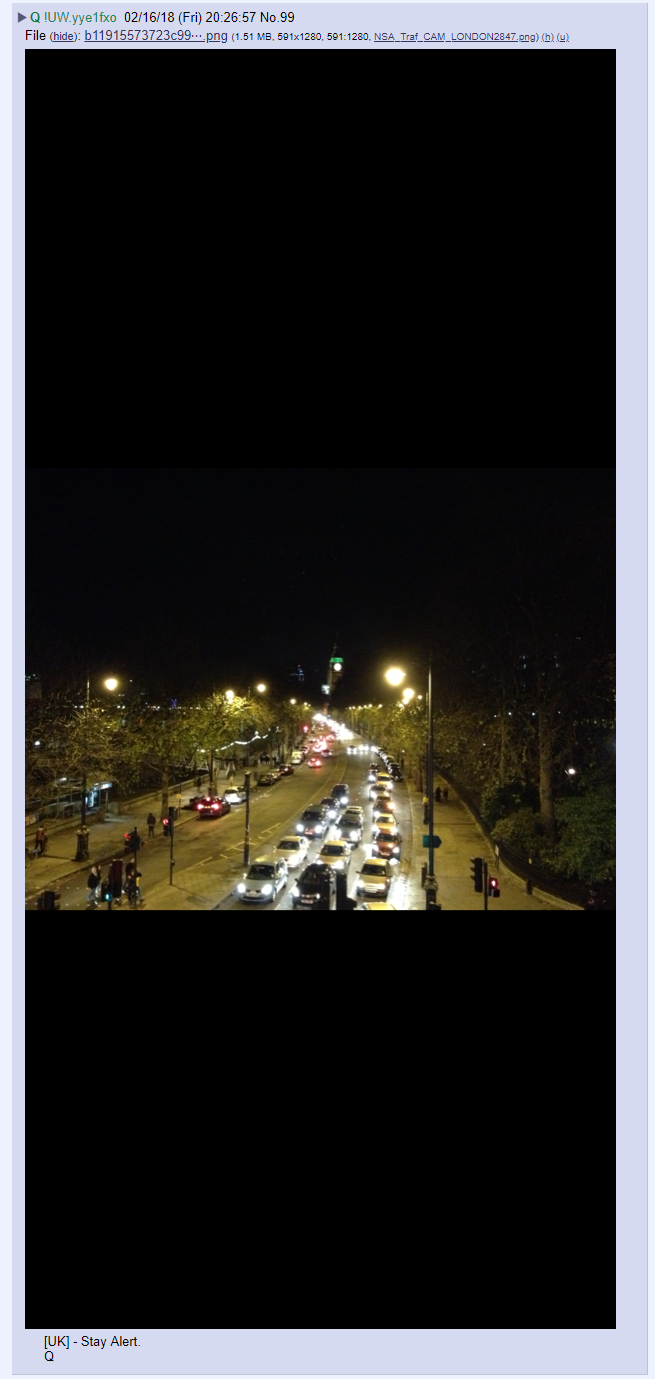 ▶ Q !UW.yye1fxo 02/16/18 (Fri) 20:26:57 No.99
File (hide): b11915573723c99⋯.png (1.51 MB, 591x1280, 591:1280, NSA_Traf_CAM_LONDON2847.png) (h) (u)
[UK] - Stay Alert.
Q